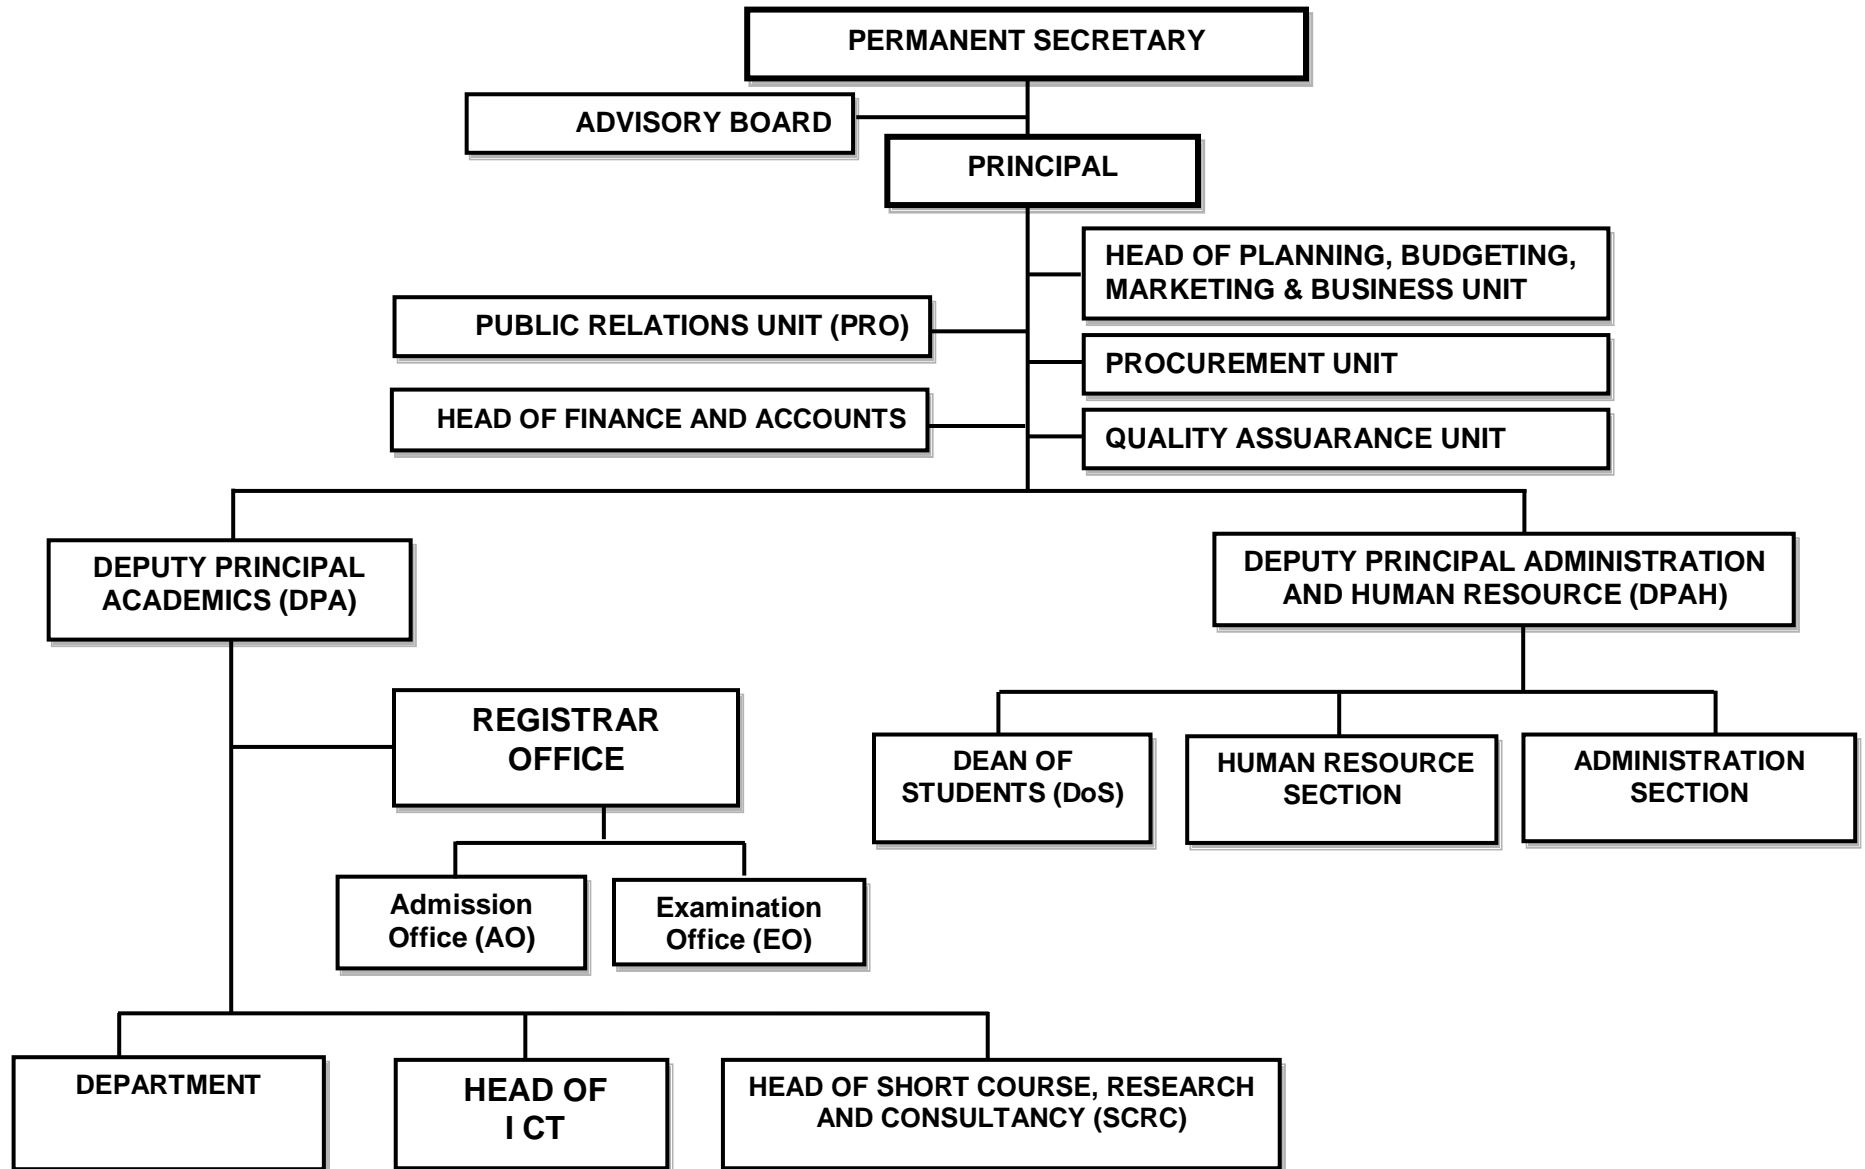 PERMANENT SECRETARY
ADVISORY BOARD
PRINCIPAL
HEAD OF PLANNING, BUDGETING,
MARKETING & BUSINESS UNIT
PUBLIC RELATIONS UNIT (PRO)
PROCUREMENT UNIT
HEAD OF FINANCE AND ACCOUNTS
QUALITY ASSUARANCE UNIT
DEPUTY PRINCIPAL
ACADEMICS (DPA)
DEPUTY PRINCIPAL ADMINISTRATION
AND HUMAN RESOURCE (DPAH)
REGISTRAR
OFFICE
DEAN OF
STUDENTS (DoS)
HUMAN RESOURCE
SECTION
ADMINISTRATION
SECTION
Admission
Office (AO)
Examination
Office (EO)
DEPARTMENT
HEAD OF
I CT
HEAD OF SHORT COURSE, RESEARCH
AND CONSULTANCY (SCRC)